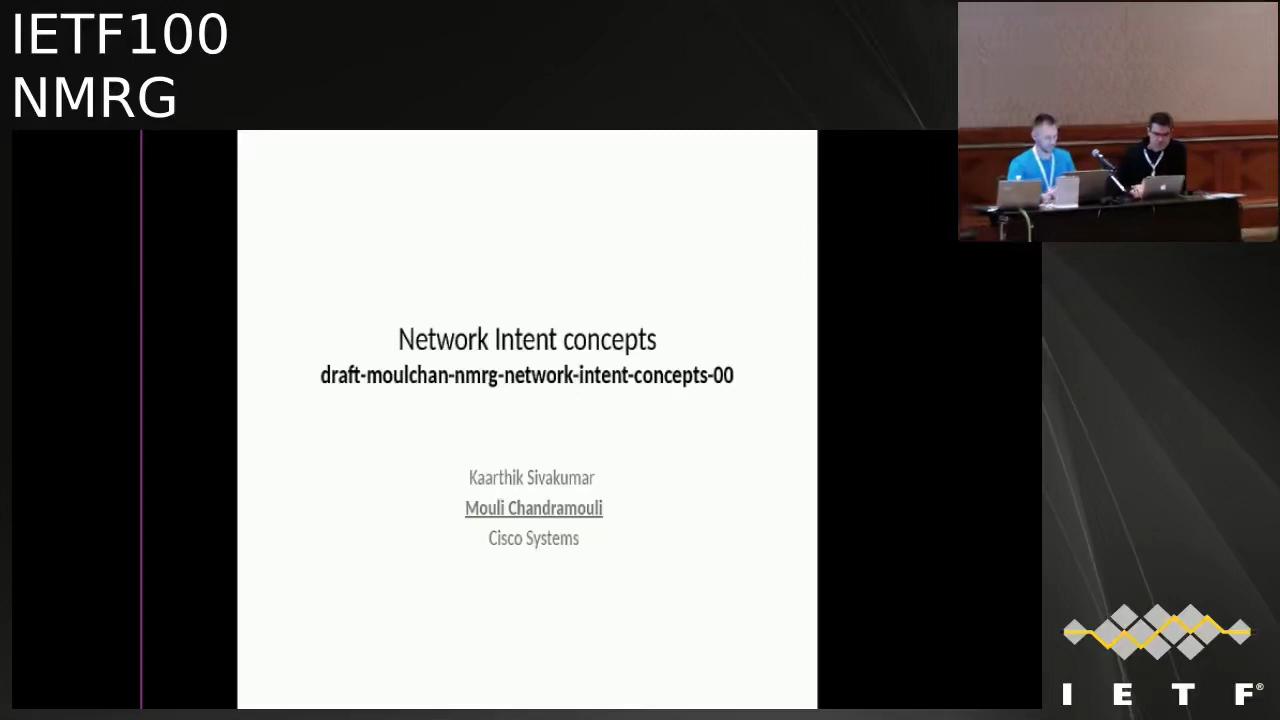 IETF100
NMRG
Network Intent concepts
draft-moulchan-nmrg-network-intent-concepts-00
Kaarthik Sivakumar
Mouli Chandramouli
Cisco Systems
I E T F®